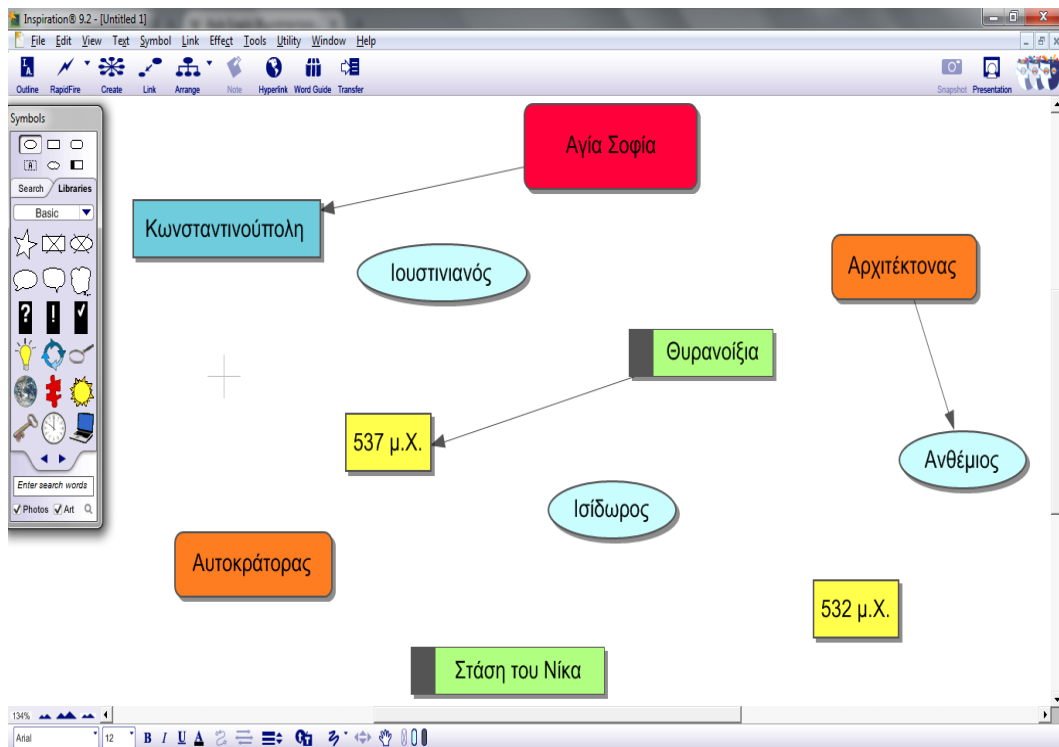 Inspiration® 9.2 - [Untitled 1]
File Edit View Text Symbol Link Effect Tools Utility Window Help
Outline RapidFire Create Link Arrange Note Hyperlink Word Guide Transfer Snapshot Presentation
Symbols
Search Libraries
Basic
Enter search words
Photos Art
Αγία Σοφία
Κωνσταντινούπολη
Ιουστινιανός
Αρχιτέκτονας
Θυρανοίξια
537 μ.Χ.
Ανθέμιος
Ισίδωρος
Αυτοκράτορας
532 μ.Χ.
Στάση του Νίκα
134%
Arial 12 B I U A